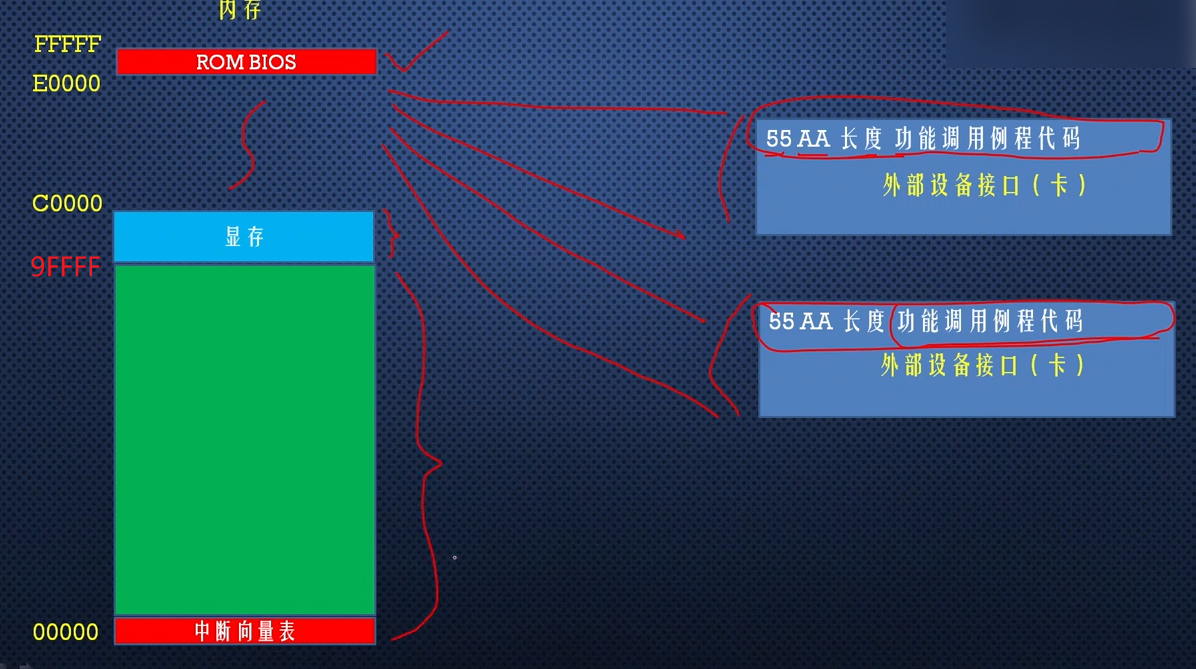 内存
FFFFF
ROM BIOS
E0000
55 AA 长度 功能调用例程代码
外部设备接口（卡）
C0000
显存
9FFFF
55 AA 长度 功能调用例程代码
外部设备接口（卡）
00000
中断向量表